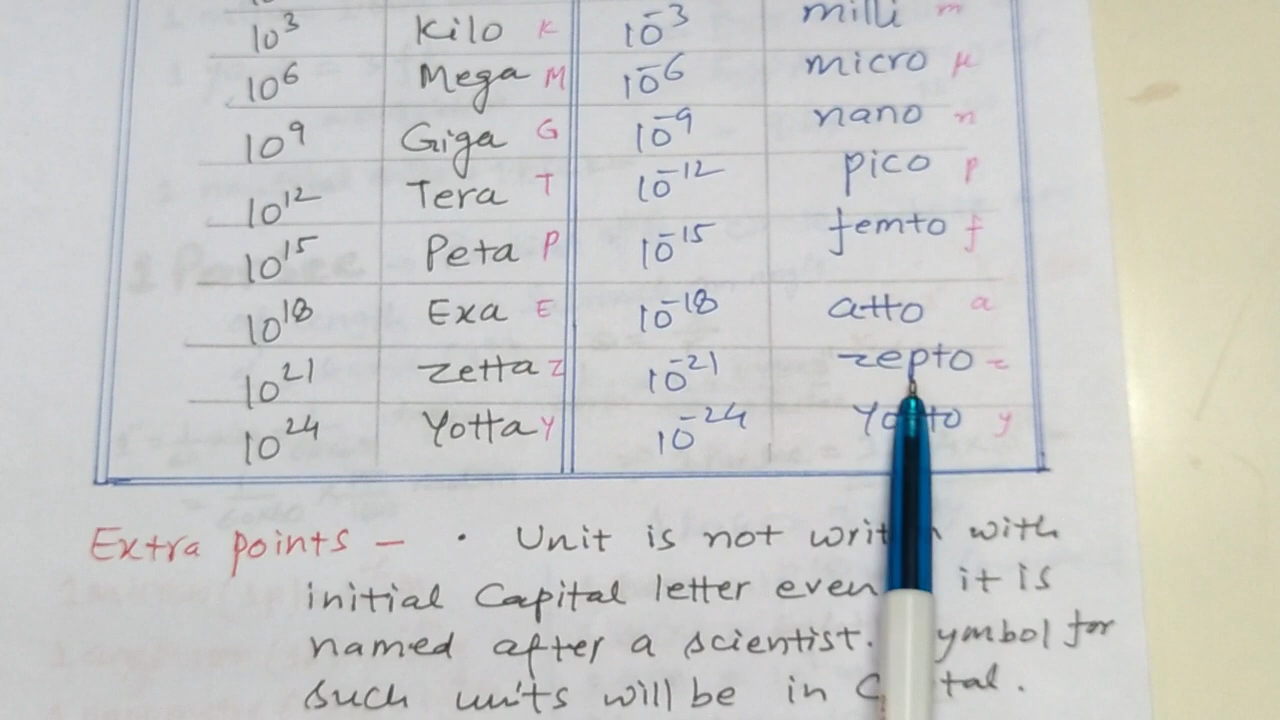 10³ Kilo K 10⁻³ milli m
10⁶ Mega M 10⁻⁶ micro μ
10⁹ Giga G 10⁻⁹ nano n
10¹² Tera T 10⁻¹² pico p
10¹⁵ Peta P 10⁻¹⁵ femto f
10¹⁸ Exa E 10⁻¹⁸ atto a
10²¹ Zetta Z 10⁻²¹ zepto z
10²⁴ Yotta Y 10⁻²⁴ y
Extra points – • Unit is not with
initial Capital letter even it is
named after a scientist. for
such units will be in